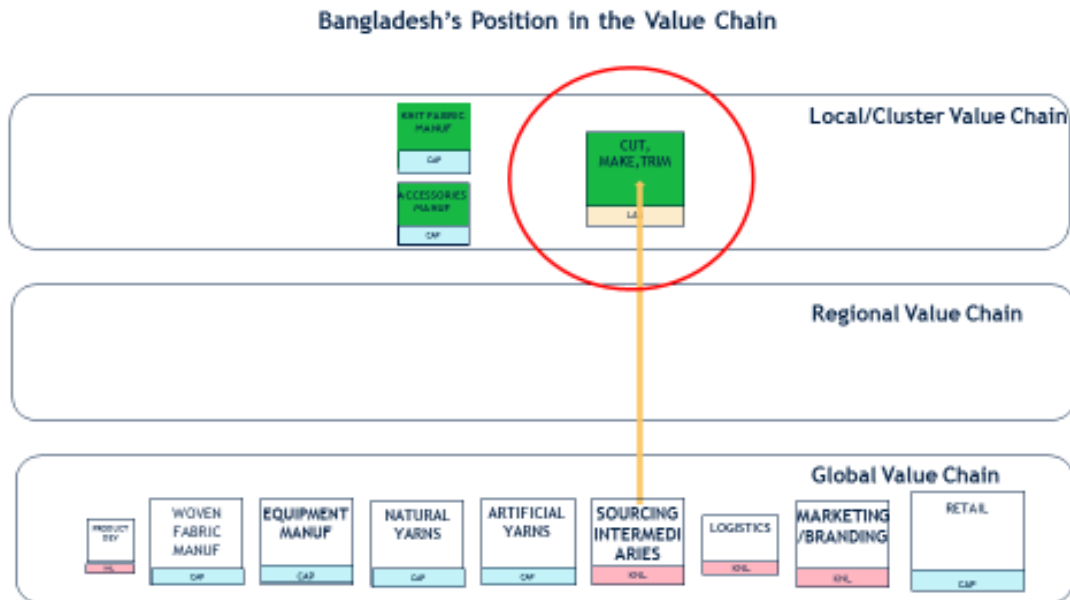 Bangladesh's Position in the Value Chain
Local/Cluster Value Chain
KNIT FABRIC
MANUF
CAP
CUT,
MAKE,TRIM
ACCESSORIES
MANUF
CAP
Regional Value Chain
Global Value Chain
PRODUCT
DEV
WOVEN
FABRIC
MANUF
CAP
EQUIPMENT
MANUF
CAP
NATURAL
YARNS
CAP
ARTIFICIAL
YARNS
CAP
SOURCING
INTERMEDI
ARIES
KNL
LOGISTICS
KNL
MARKETING
/BRANDING
KNL
RETAIL
CAP